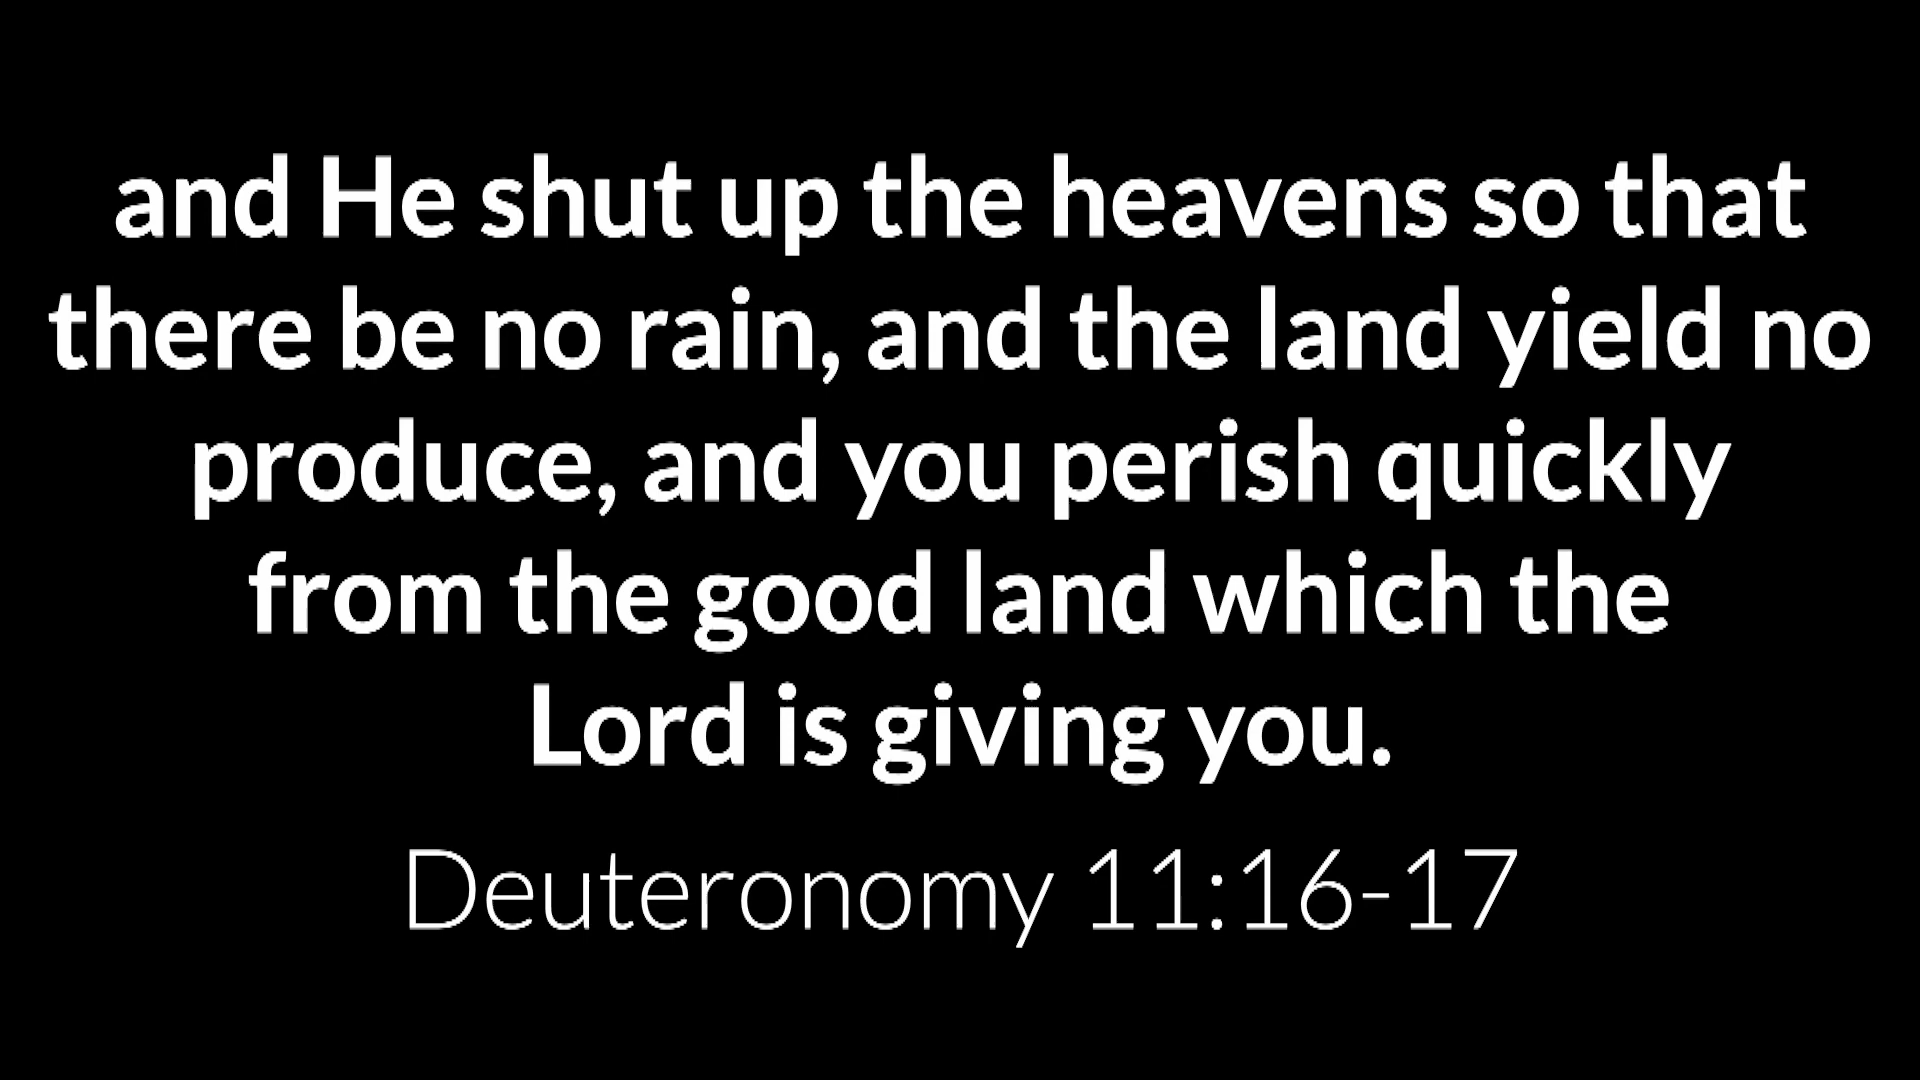 and He shut up the heavens so that
there be no rain, and the land yield no
produce, and you perish quickly
from the good land which the
Lord is giving you.
Deuteronomy 11:16-17